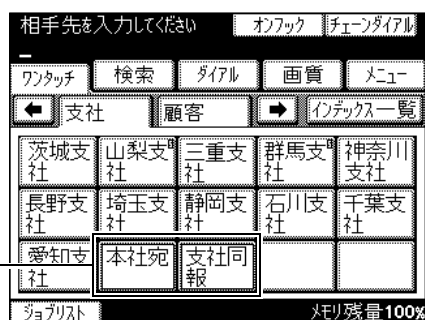 相手先を入力してください オンフック チェーンダイアル
ワンタッチ 検索 ダイアル 画質 メニュー
← 支社 顧客 → インデックス一覧
茨城支社 山梨支社 三重支社 群馬支社 神奈川支社
長野支社 埼玉支社 静岡支社 石川支社 千葉支社
愛知支社 本社宛 支社同報
ジョブリスト メモリ残量100%